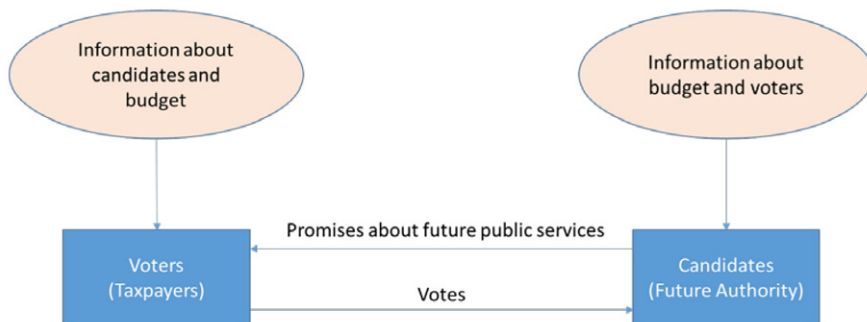 Information about
candidates and
budget
Information about
budget and voters
Promises about future public services
Voters
(Taxpayers)
Candidates
(Future Authority)
Votes